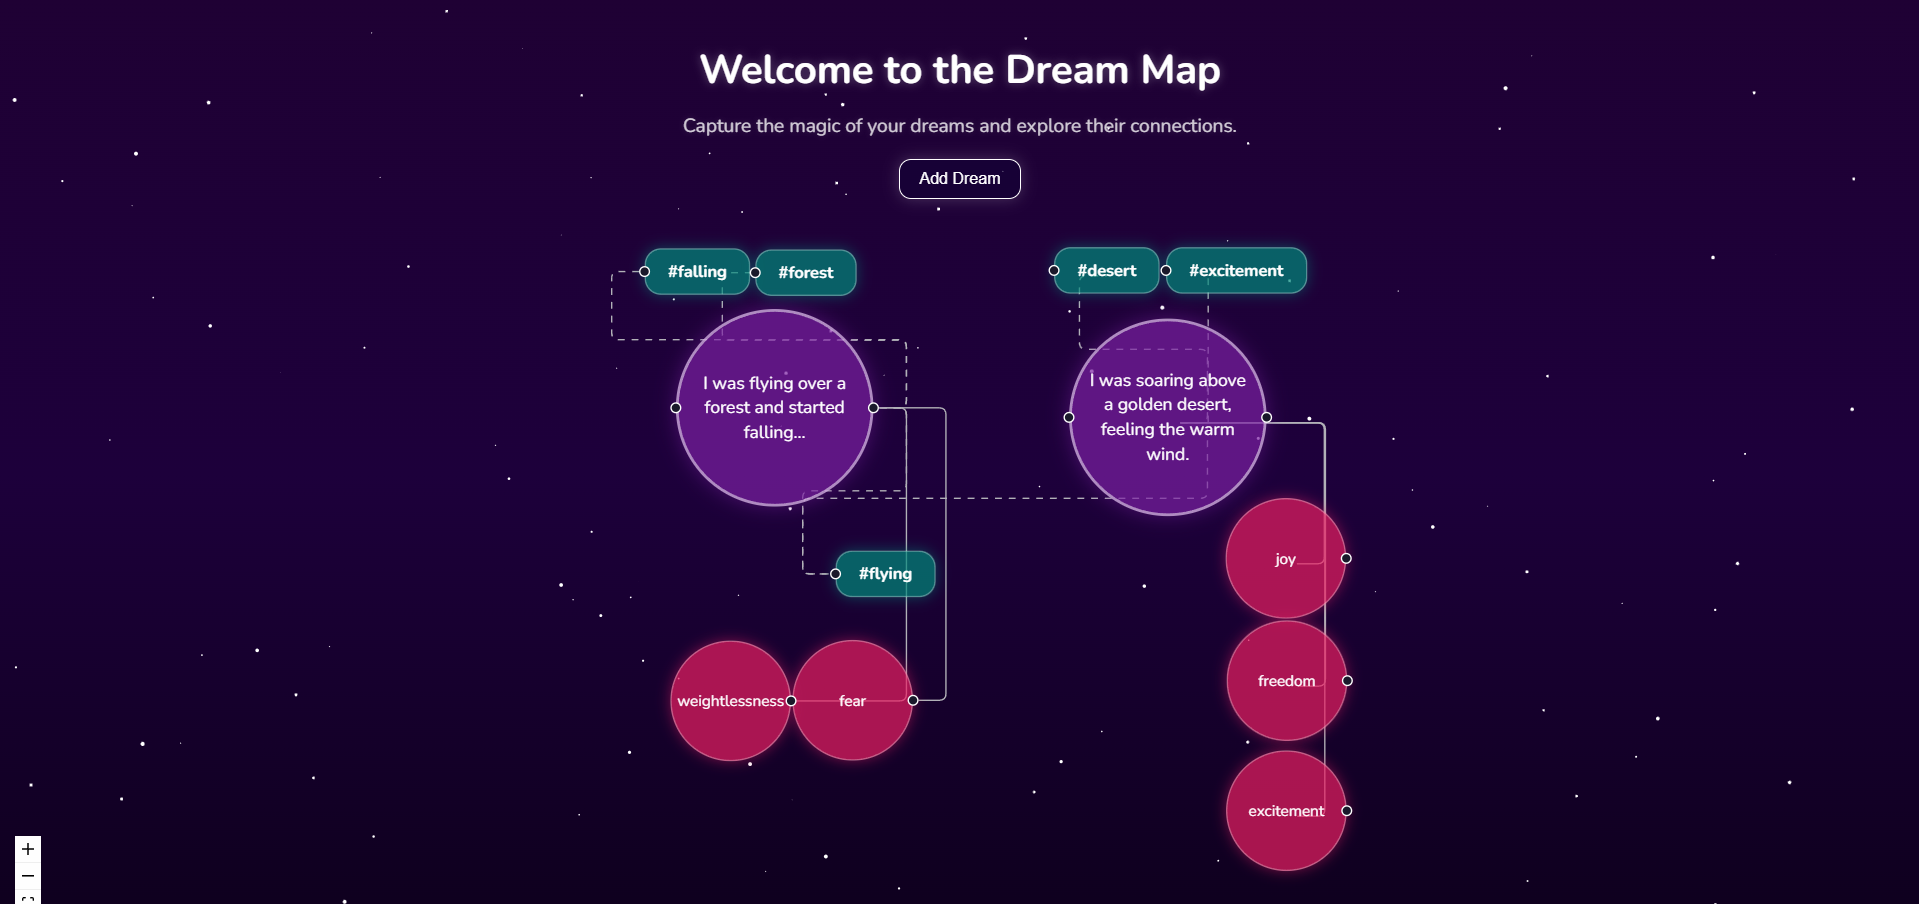 Welcome to the Dream Map
Capture the magic of your dreams and explore their connections.
Add Dream
#falling
#forest
#desert
#excitement
I was flying over a
forest and started
falling...
I was soaring above
a golden desert,
feeling the warm
wind.
#flying
joy
freedom
weightlessness
fear
excitement